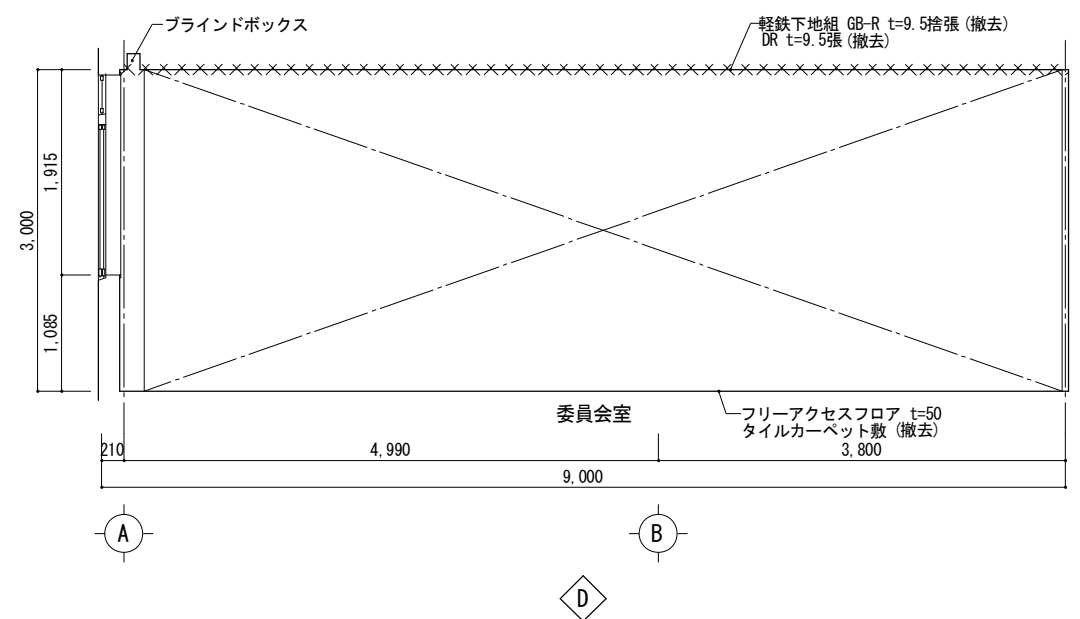 ブラインドボックス
軽鉄下地組 GB-R t=9.5捨張(撤去)
DR t=9.5張(撤去)
1,915
3,000
1,085
委員会室
フリーアクセスフロア t=50
タイルカーペット敷(撤去)
210
4,990
3,800
9,000
A
B
D